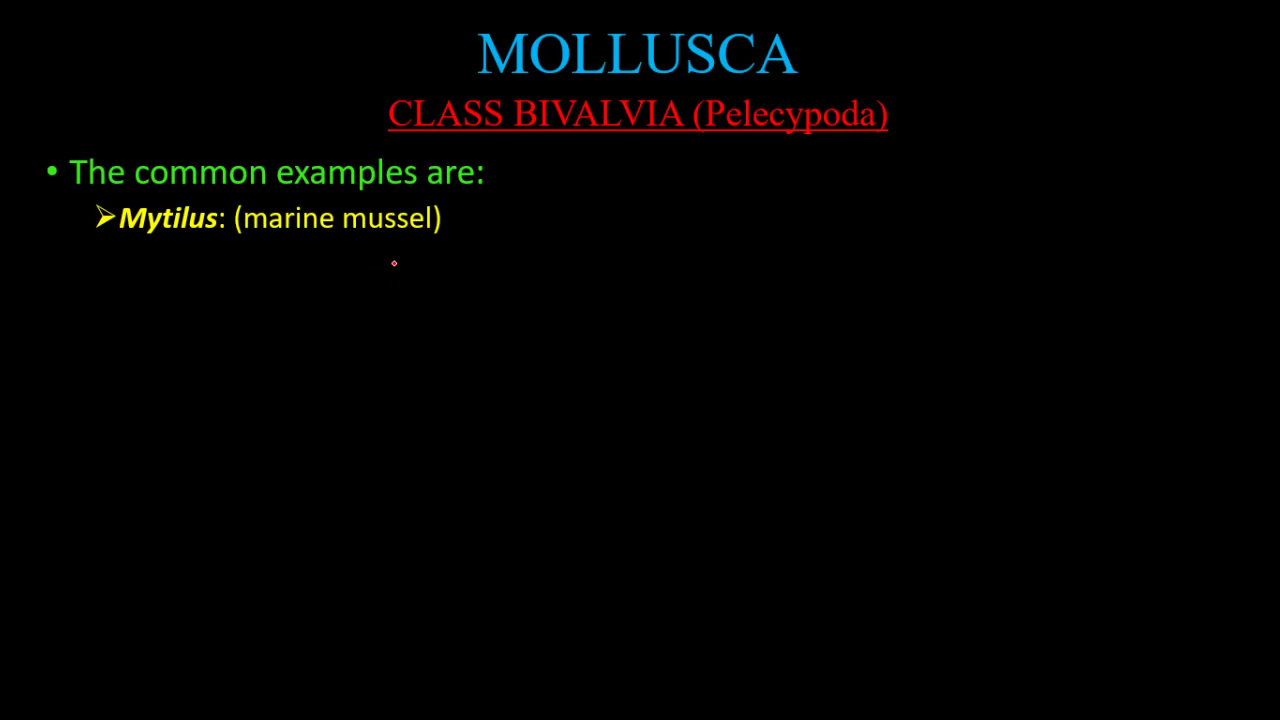 MOLLUSCA
CLASS BIVALVIA (Pelecypoda)
• The common examples are:
➢Mytilus: (marine mussel)